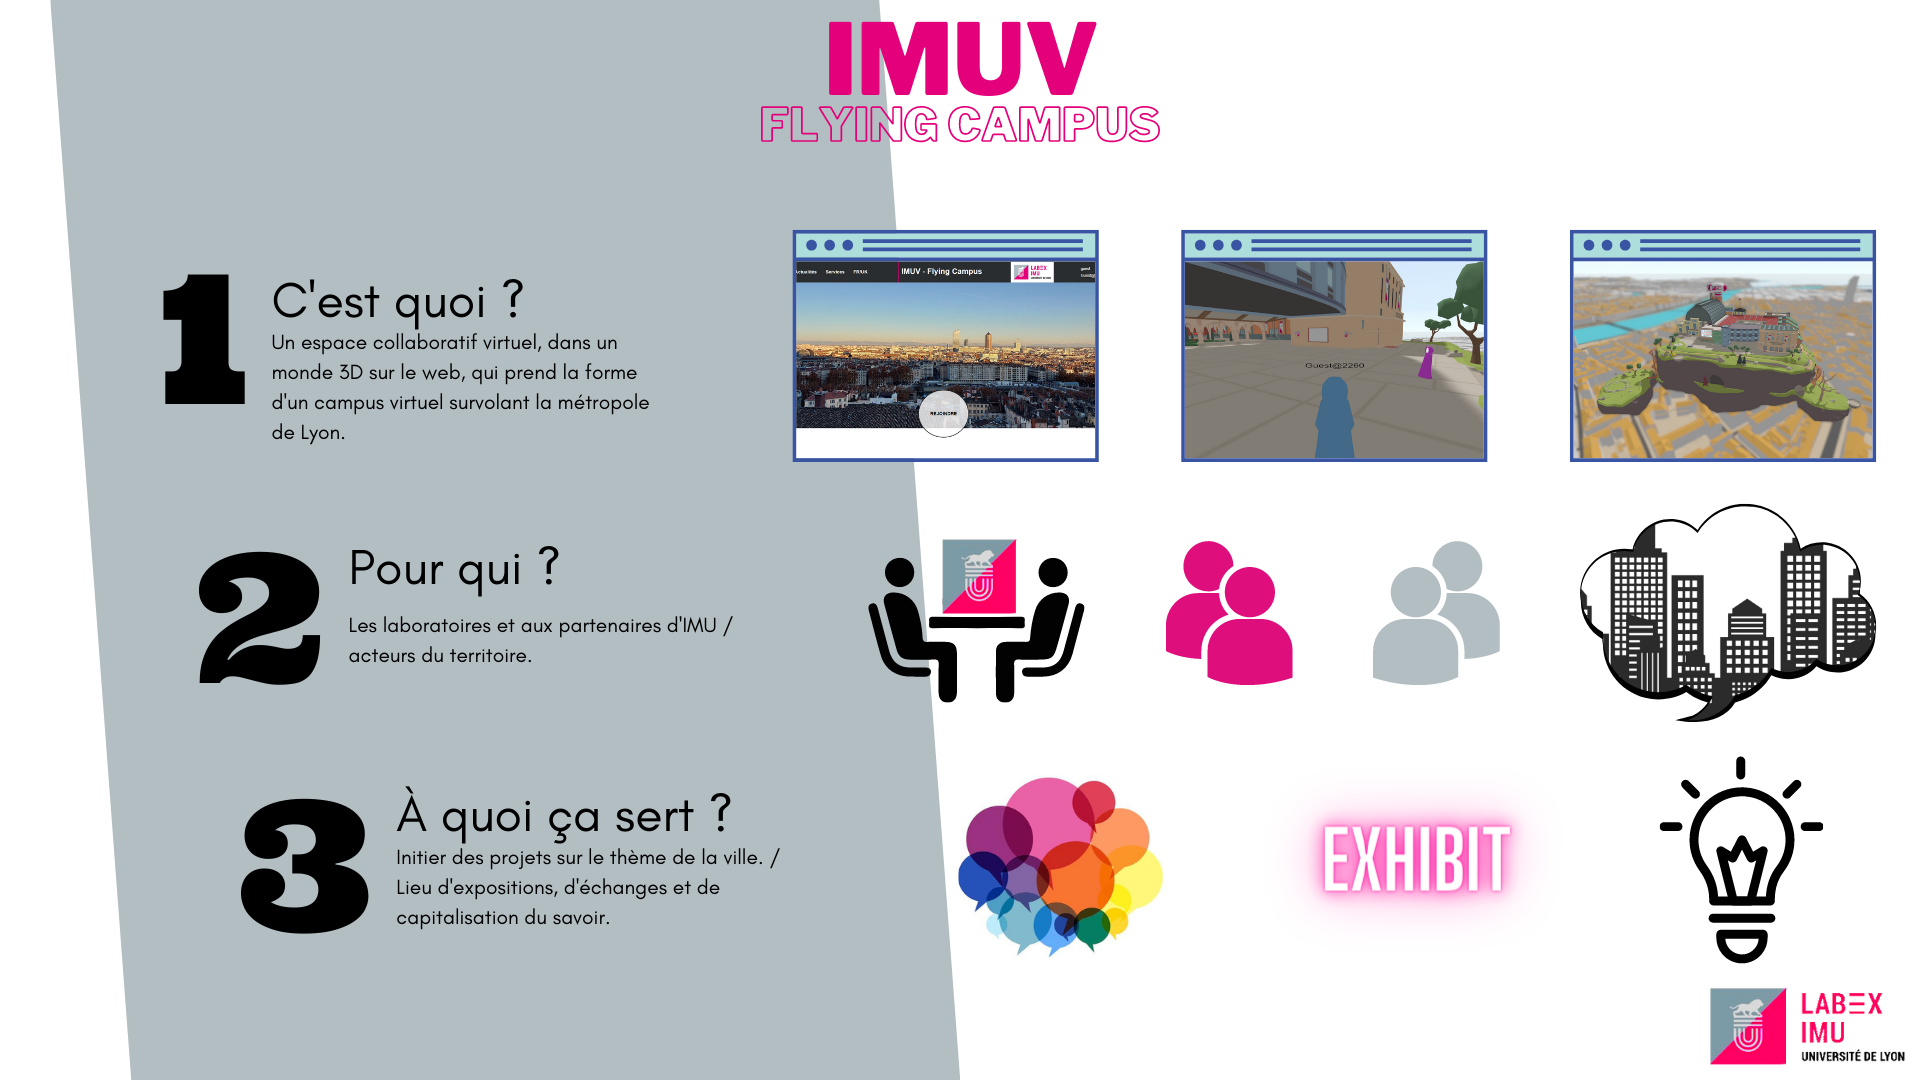 IMUV
FLYING CAMPUS
1
C'est quoi ?
Un espace collaboratif virtuel, dans un
monde 3D sur le web, qui prend la forme
d'un campus virtuel survolant la métropole
de Lyon.
Services
FR/UK
IMUV - Flying Campus
LABEX
IMU
guest
REJOINDRE
Guest@2260
2
Pour qui ?
Les laboratoires et aux partenaires d'IMU /
acteurs du territoire.
3
À quoi ça sert ?
Initier des projets sur le thème de la ville. /
Lieu d'expositions, d'échanges et de
capitalisation du savoir.
EXHIBIT
LABEX
IMU
UNIVERSITÉ DE LYON